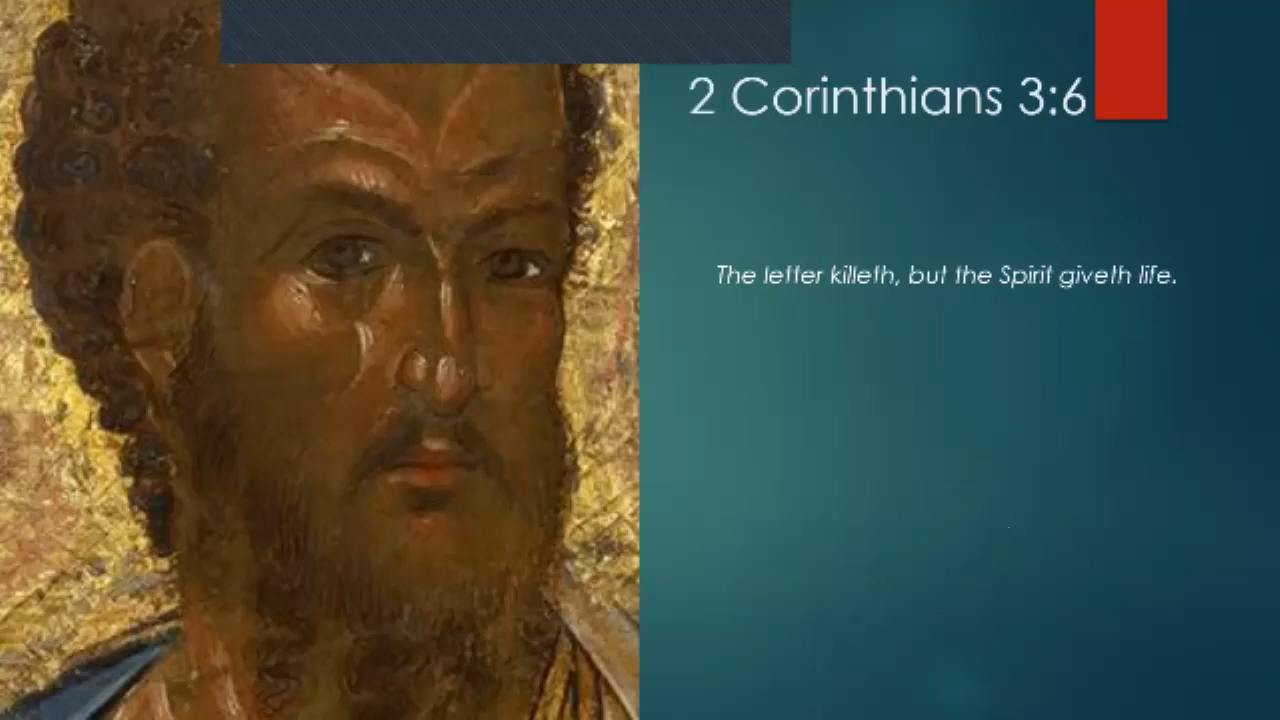 2 Corinthians 3:6
The letter killeth, but the Spirit giveth life.